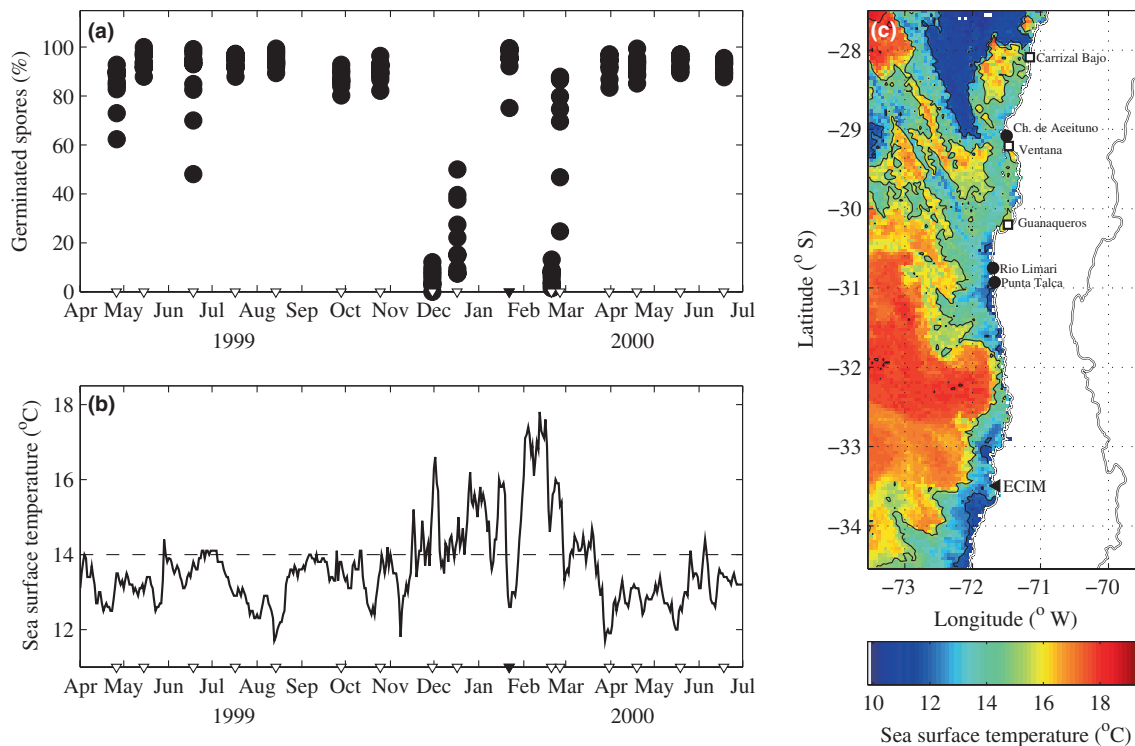 (a)
Germinated spores (%)
100
80
60
40
20
0
Apr May Jun Jul Aug Sep Oct Nov Dec Jan Feb Mar Apr May Jun Jul
1999 2000
(b)
Sea surface temperature (°C)
18
16
14
12
Apr May Jun Jul Aug Sep Oct Nov Dec Jan Feb Mar Apr May Jun Jul
1999 2000
(c)
Latitude (° S)
−28
−29
−30
−31
−32
−33
−34
Carrizal Bajo
Ch. de Aceituno
Ventana
Guanaqueros
Rio Limari
Punta Talca
ECIM
−73 −72 −71 −70
Longitude (° W)
10 12 14 16 18
Sea surface temperature (°C)